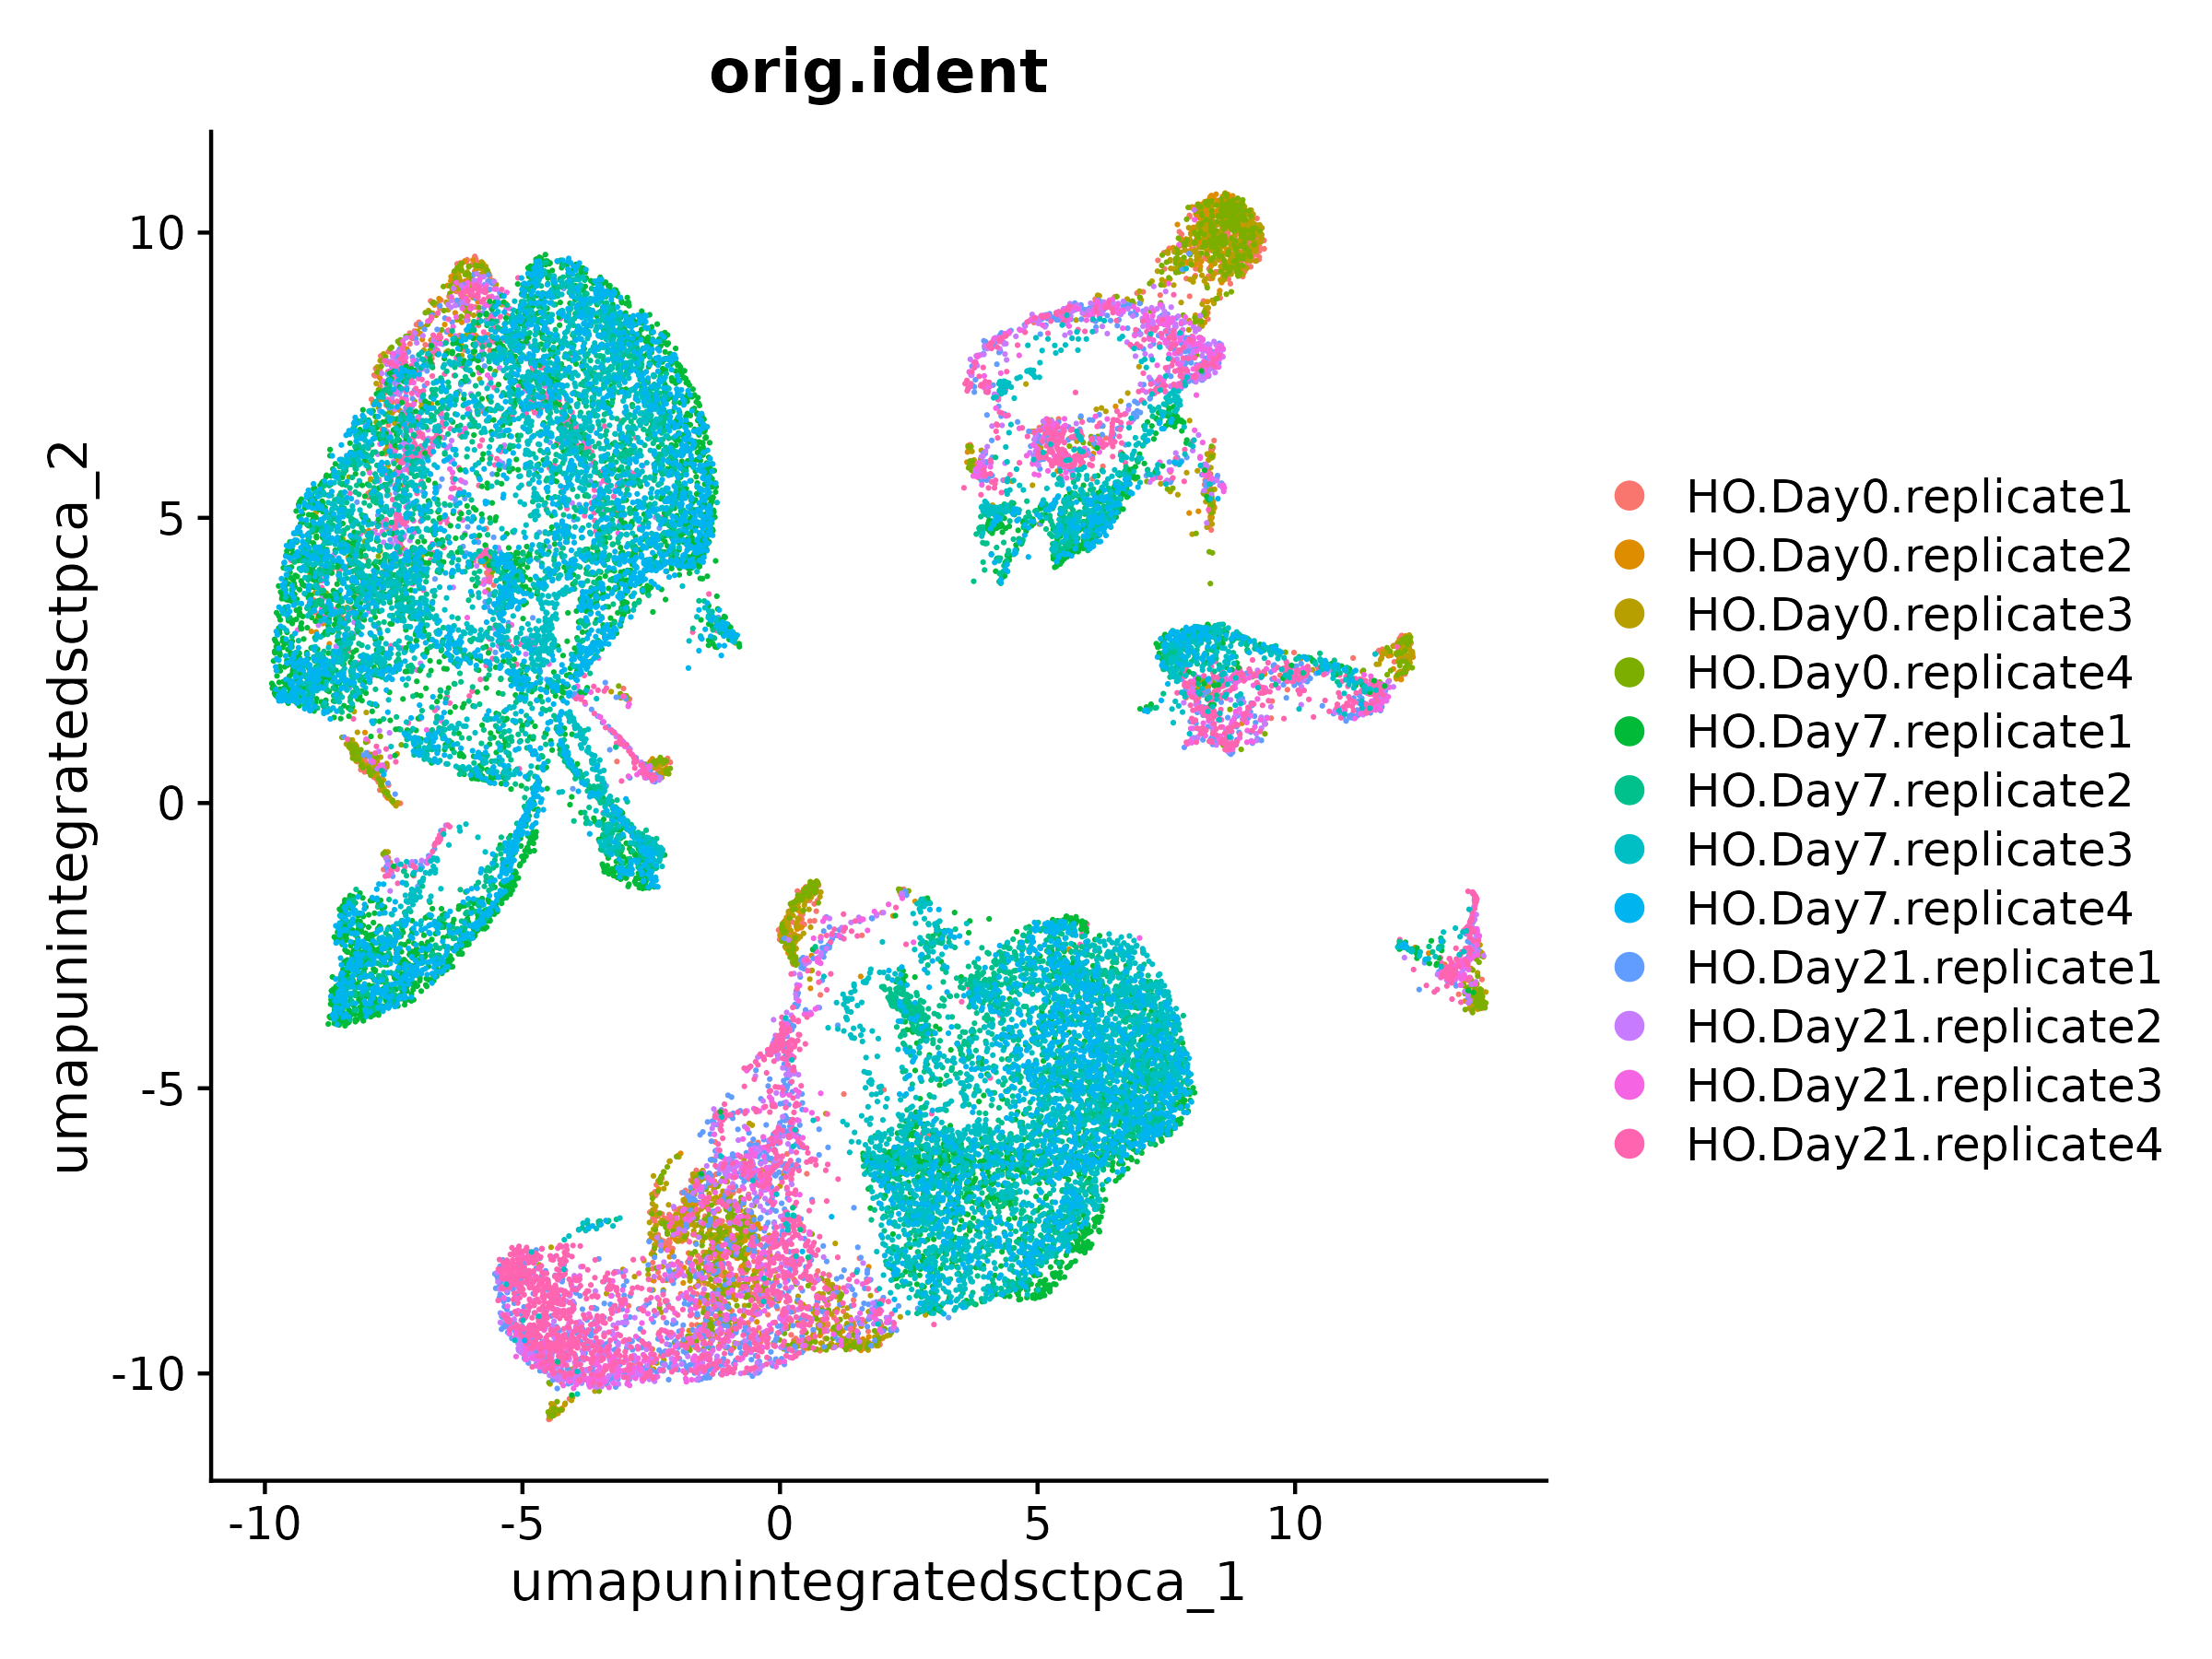 orig.ident
umapunintegratedsctpca_2
10
5
0
-5
-10
-10
-5
0
5
10
umapunintegratedsctpca_1
HO.Day0.replicate1
HO.Day0.replicate2
HO.Day0.replicate3
HO.Day0.replicate4
HO.Day7.replicate1
HO.Day7.replicate2
HO.Day7.replicate3
HO.Day7.replicate4
HO.Day21.replicate1
HO.Day21.replicate2
HO.Day21.replicate3
HO.Day21.replicate4